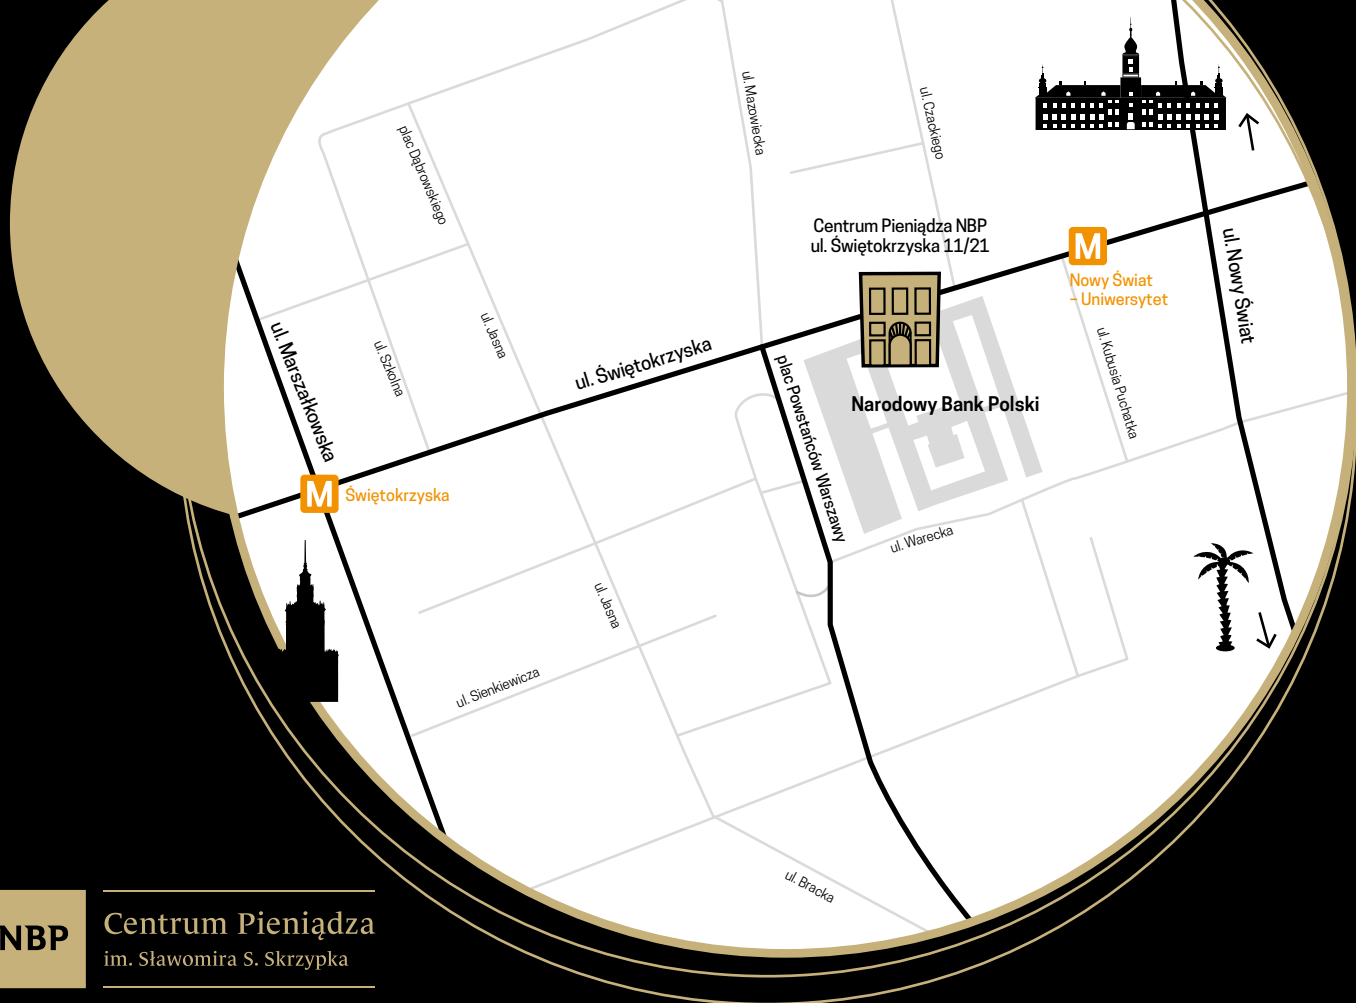 ul. Mazowiecka
ul. Czackiego
plac Dąbrowskiego
Centrum Pieniądza NBP
ul. Świętokrzyska 11/21
M
Nowy Świat
– Uniwersytet
ul. Nowy Świat
ul. Marszałkowska
ul. Szkolna
ul. Jasna
ul. Świętokrzyska
plac Powstańców Warszawy
Narodowy Bank Polski
ul. Kubusia Puchatka
M
Świętokrzyska
ul. Warecka
ul. Jasna
ul. Sienkiewicza
ul. Bracka
NBP
Centrum Pieniądza
im. Sławomira S. Skrzypka